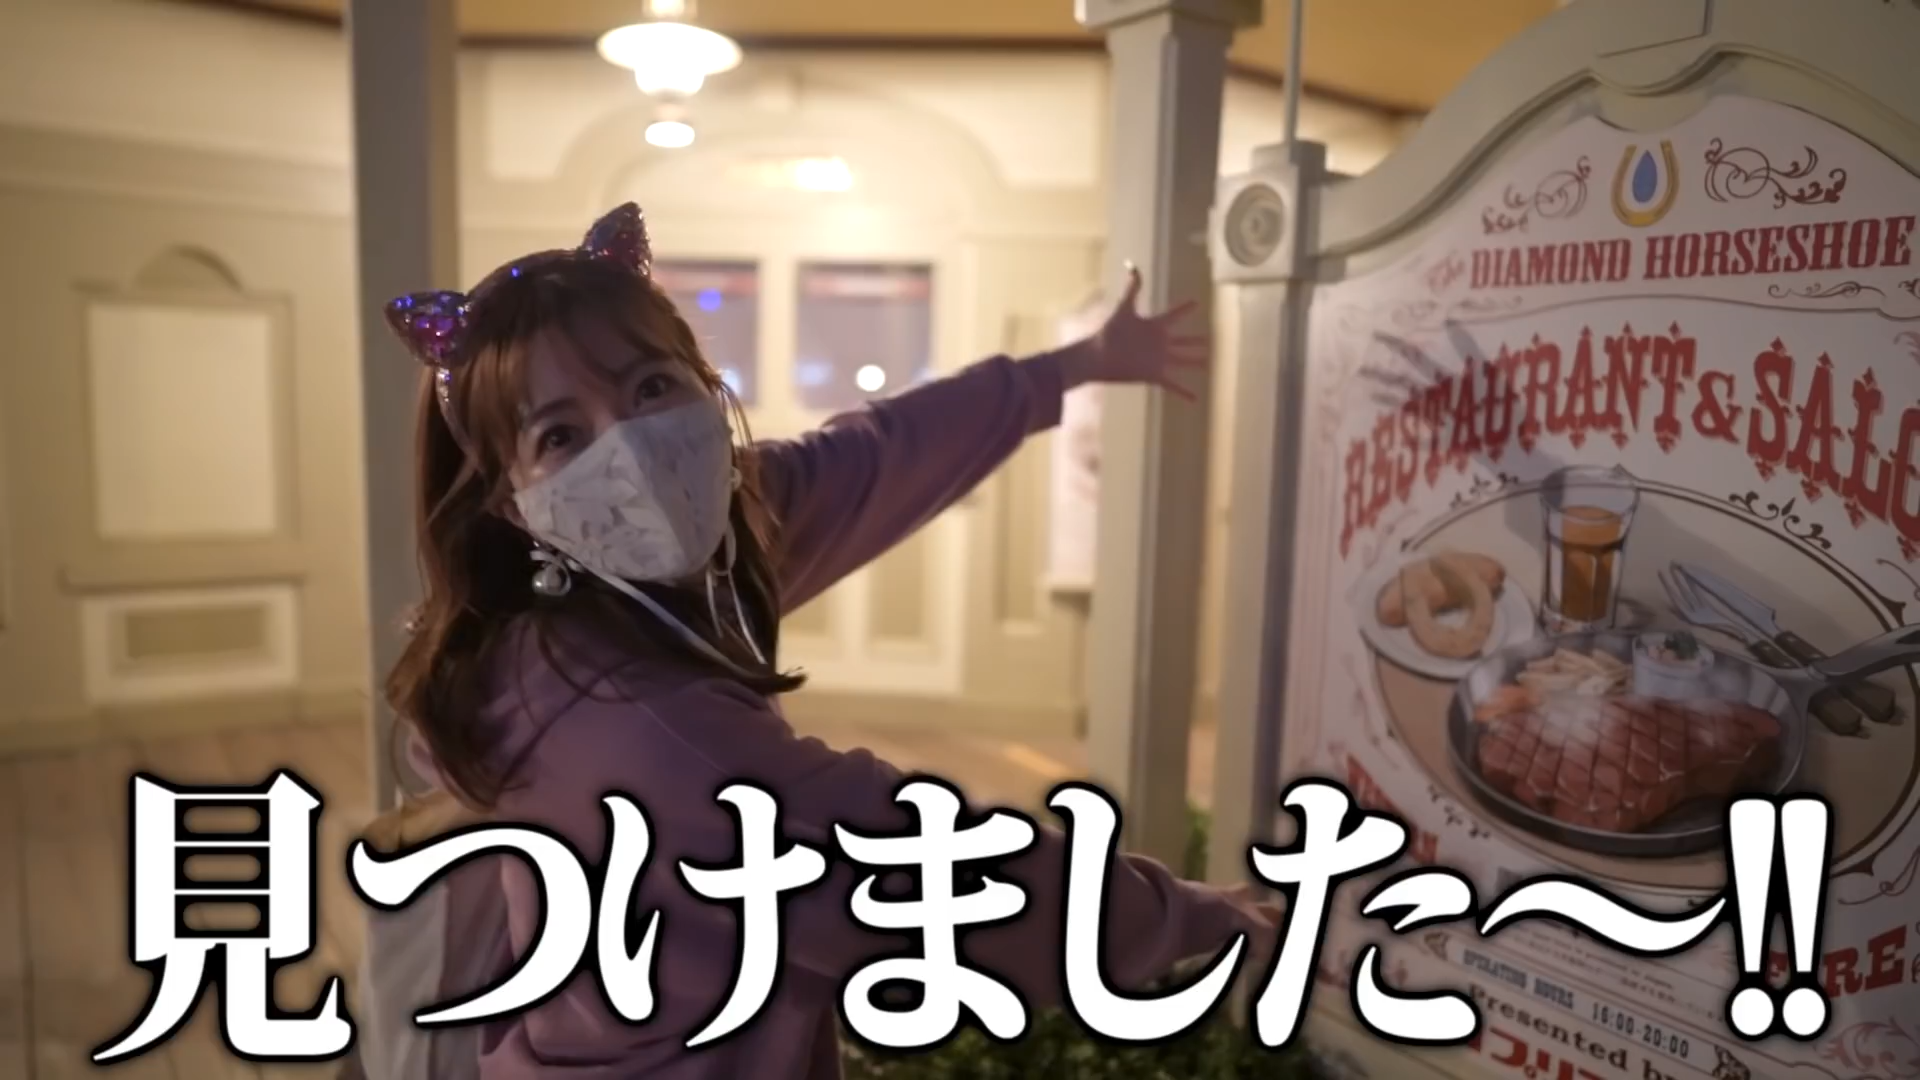 The DIAMOND HORSESHOE
RESTAURANT & SALO
見つけました～!!
OPERATING HOURS 16:00-20:00
Presented by